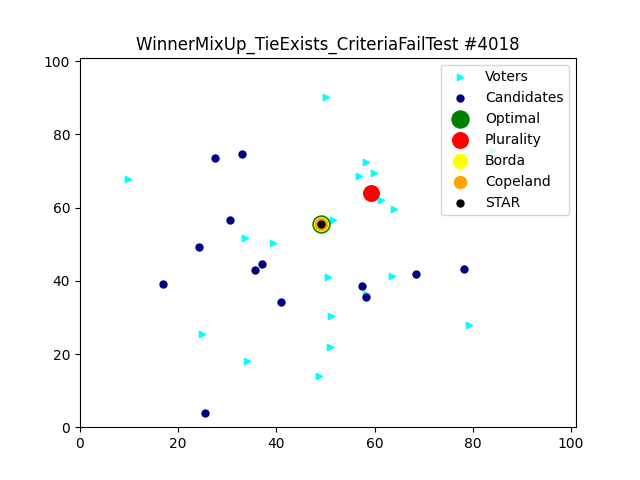 WinnerMixUp_TieExists_CriteriaFailTest #4018
100
80
60
40
20
0
0 20 40 60 80 100
Voters
Candidates
Optimal
Plurality
Borda
Copeland
STAR